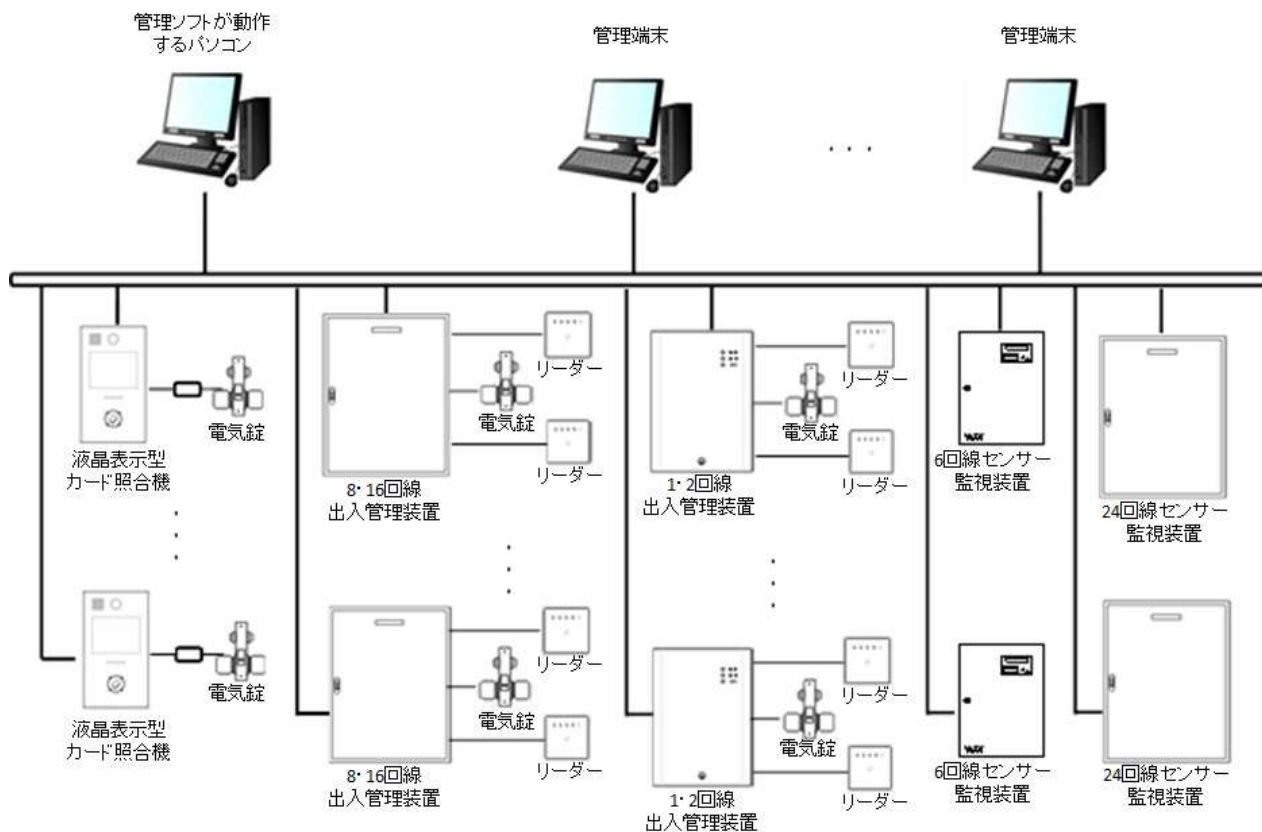 管理ソフトが動作
するパソコン
管理端末
管理端末
・・・
リーダー
リーダー
電気錠
電気錠
電気錠
リーダー
リーダー
液晶表示型
カード照合機
8・16回線
出入管理装置
1・2回線
出入管理装置
6回線センサー
監視装置
24回線センサー
監視装置
リーダー
リーダー
電気錠
電気錠
電気錠
リーダー
リーダー
液晶表示型
カード照合機
8・16回線
出入管理装置
1・2回線
出入管理装置
6回線センサー
監視装置
24回線センサー
監視装置